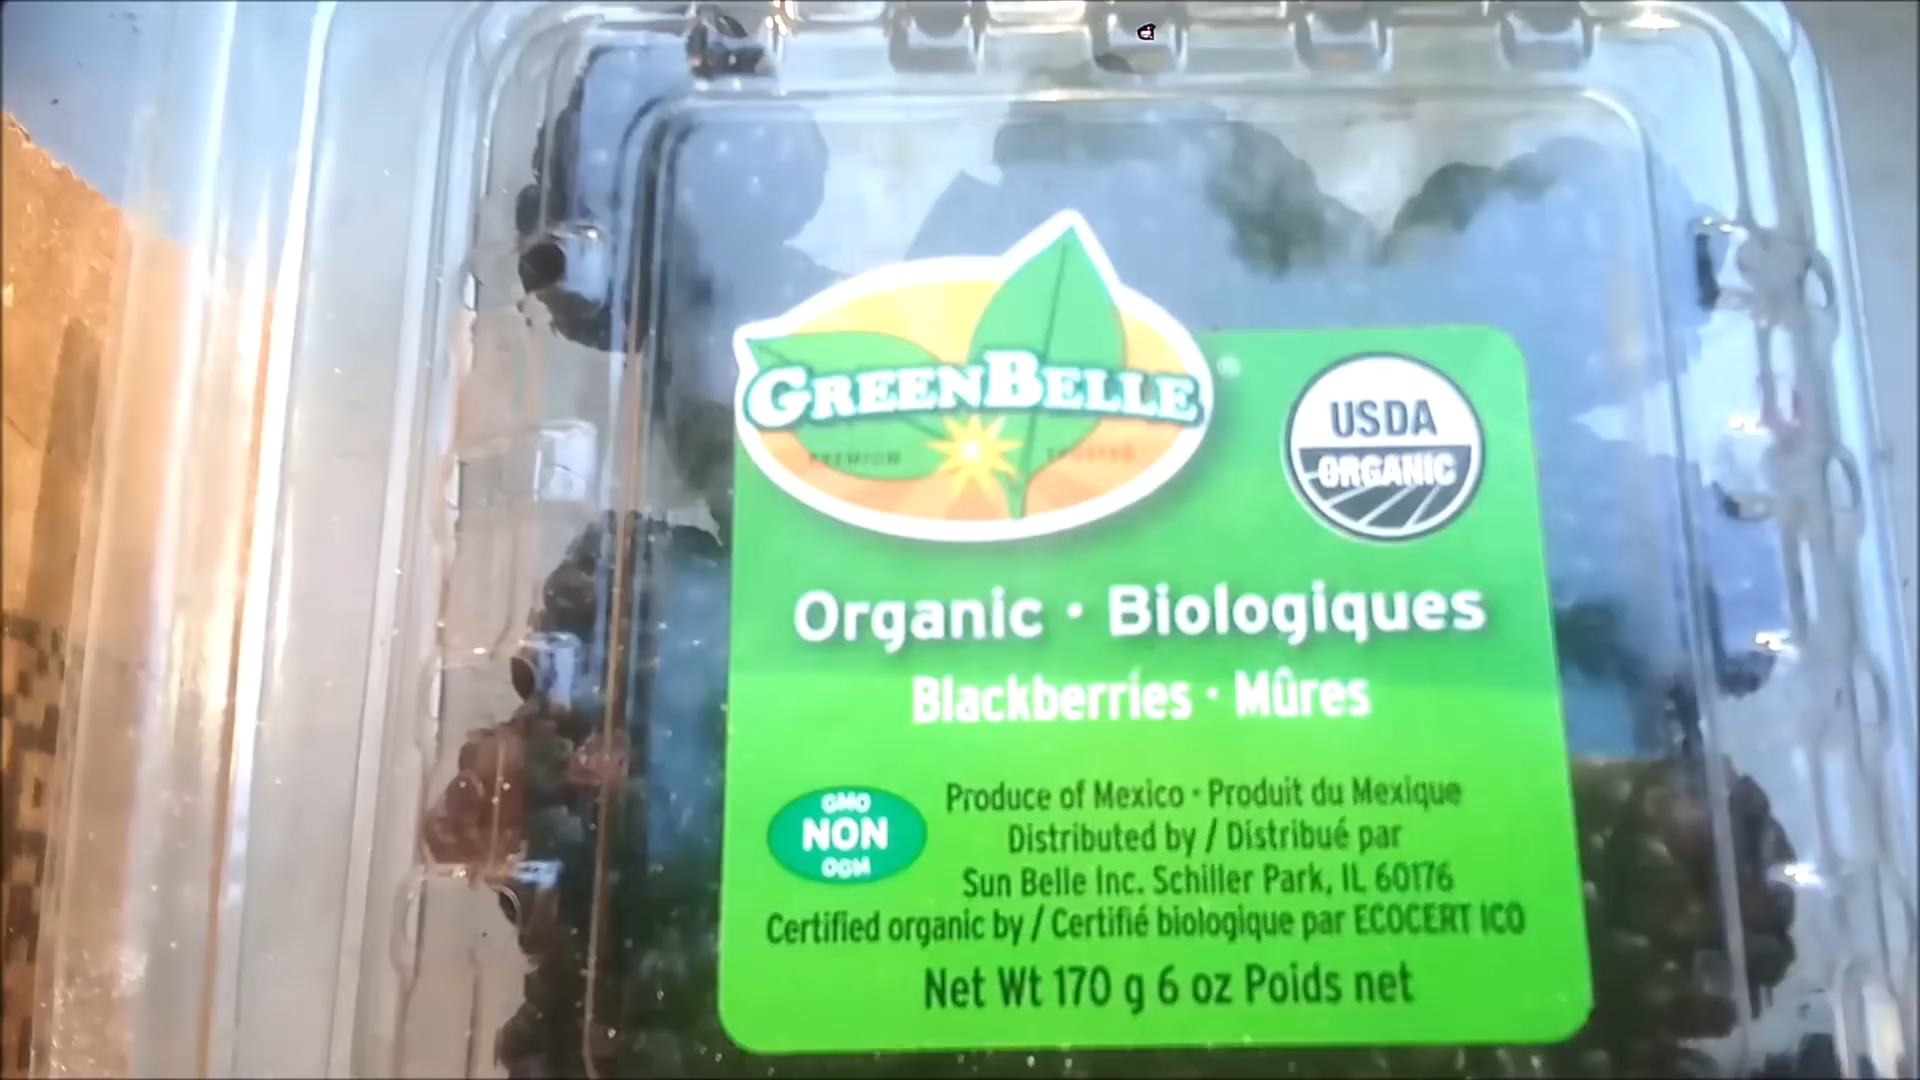 GREENBELLE
®
PREMIUM
USDA
ORGANIC
Organic · Biologiques
Blackberries · Mûres
GMO
NON
OGM
Produce of Mexico · Produit du Mexique
Distributed by / Distribué par
Sun Belle Inc. Schiller Park, IL 60176
Certified organic by / Certifié biologique par ECOCERT ICO
Net Wt 170 g 6 oz Poids net